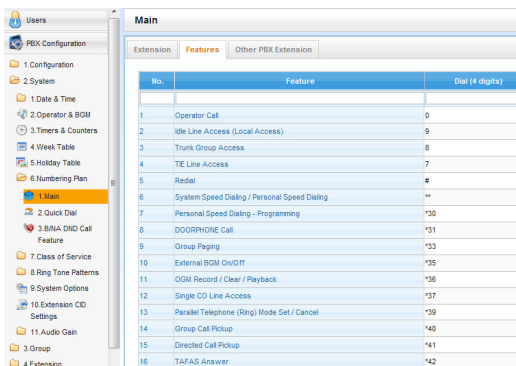 Users
PBX Configuration
1.Configuration
2.System
1.Date & Time
2.Operator & BGM
3.Timers & Counters
4.Week Table
5.Holiday Table
6.Numbering Plan
1.Main
2.Quick Dial
3.B/NA DND Call
Feature
7.Class of Service
8.Ring Tone Patterns
9.System Options
10.Extension CID
Settings
11.Audio Gain
3.Group
4.Extension
Main
Extension Features Other PBX Extension
No. Feature Dial (4 digits)
1 Operator Call 0
2 Idle Line Access (Local Access) 9
3 Trunk Group Access 8
4 TIE Line Access 7
5 Redial #
6 System Speed Dialing / Personal Speed Dialing **
7 Personal Speed Dialing - Programming *30
8 DOORPHONE Call *31
9 Group Paging *33
10 External BGM On/Off *35
11 OGM Record / Clear / Playback *36
12 Single CO Line Access *37
13 Parallel Telephone (Ring) Mode Set / Cancel *39
14 Group Call Pickup *40
15 Directed Call Pickup *41
16 TAFAS Answer *42